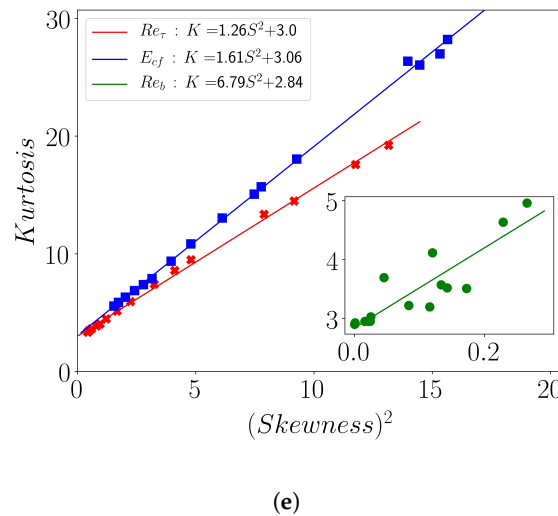 30
20
10
0
Kurtosis
Re_τ : K =1.26S²+3.0
E_cf : K =1.61S²+3.06
Re_b : K =6.79S²+2.84
5
4
3
0.0 0.2
0 5 10 15 20
(Skewness)²
(e)